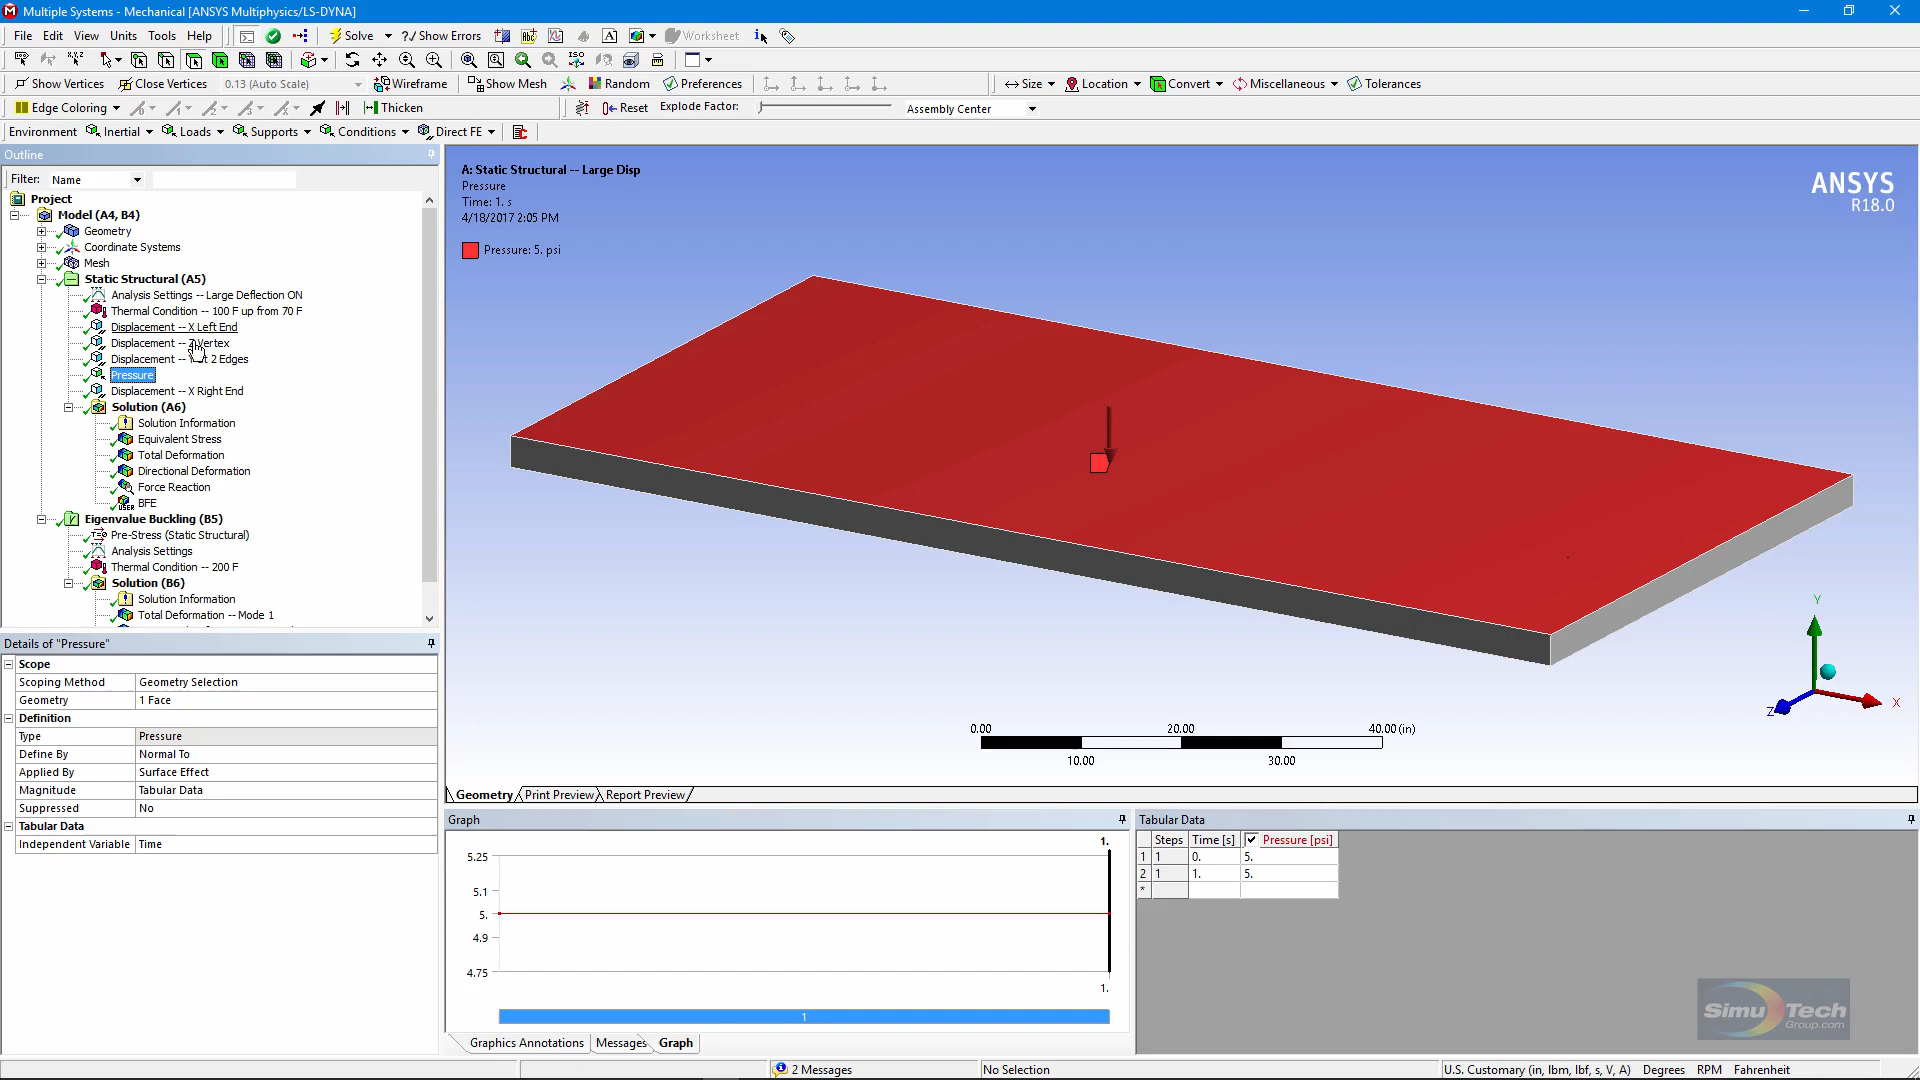 Multiple Systems - Mechanical [ANSYS Multiphysics/LS-DYNA]
File Edit View Units Tools Help Solve ?/ Show Errors Worksheet
Show Vertices Close Vertices 0.13 (Auto Scale) Wireframe Show Mesh Random Preferences Size Location Convert Miscellaneous Tolerances
Edge Coloring Thicken Reset Explode Factor: Assembly Center
Environment Inertial Loads Supports Conditions Direct FE
Outline
Filter: Name
Project
Model (A4, B4)
Geometry
Coordinate Systems
Mesh
Static Structural (A5)
Analysis Settings -- Large Deflection ON
Thermal Condition -- 100 F up from 70 F
Displacement -- X Left End
Displacement -- Z Vertex
Displacement -- 2 Edges
Pressure
Displacement -- X Right End
Solution (A6)
Solution Information
Equivalent Stress
Total Deformation
Directional Deformation
Force Reaction
BFE
Eigenvalue Buckling (B5)
Pre-Stress (Static Structural)
Analysis Settings
Thermal Condition -- 200 F
Solution (B6)
Solution Information
Total Deformation -- Mode 1
Details of "Pressure"
Scope
Scoping Method Geometry Selection
Geometry 1 Face
Definition
Type Pressure
Define By Normal To
Applied By Surface Effect
Magnitude Tabular Data
Suppressed No
Tabular Data
Independent Variable Time
A: Static Structural -- Large Disp
Pressure
Time: 1. s
4/18/2017 2:05 PM
Pressure: 5. psi
ANSYS
R18.0
Y
X
Z
0.00 20.00 40.00 (in)
10.00 30.00
Geometry Print Preview Report Preview
Graph
1.
5.25
5.1
5.
4.9
4.75
1.
1
Graphics Annotations Messages Graph
Tabular Data
Steps Time [s] Pressure [psi]
1 1 0. 5.
2 1 1. 5.
*
SimuTech
Group.com
2 Messages No Selection U.S. Customary (in, lbm, lbf, s, V, A) Degrees RPM Fahrenheit